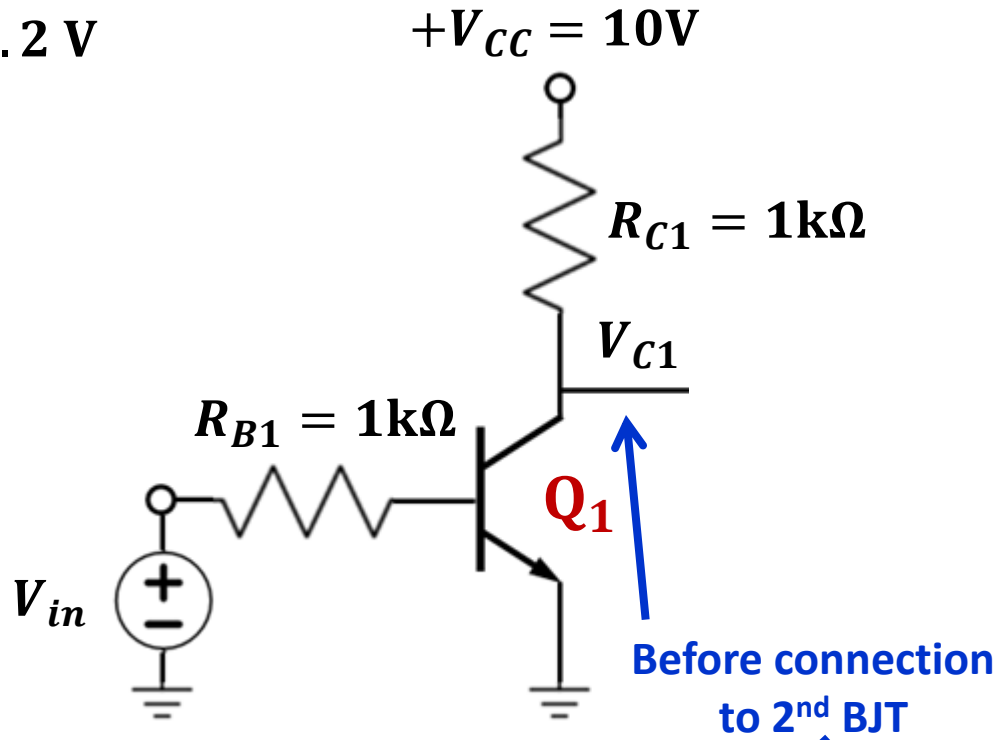 . 2 V
+V_CC = 10V
R_C1 = 1kΩ
V_C1
R_B1 = 1kΩ
Q_1
V_in
+
−
Before connection
to 2nd BJT